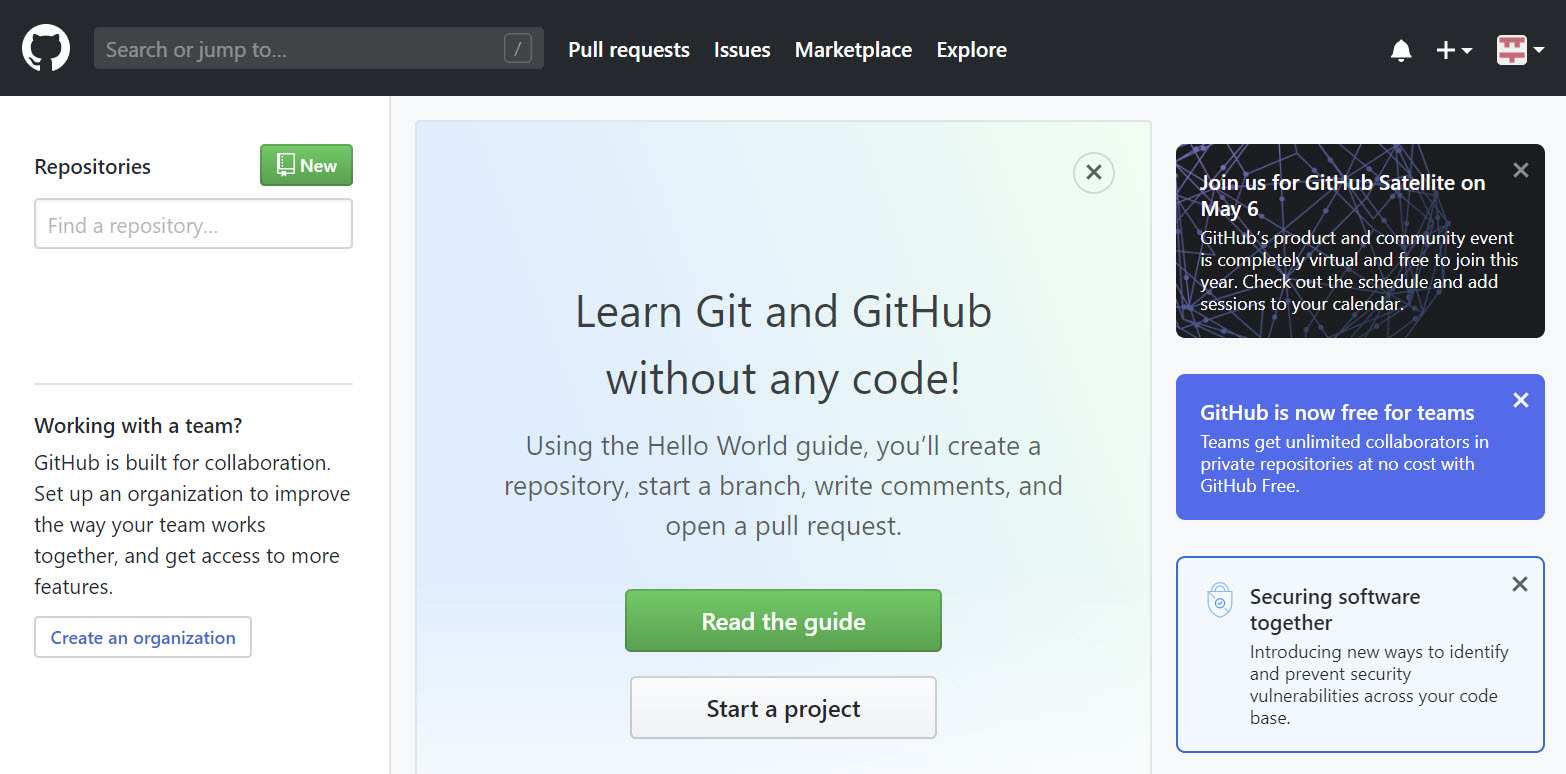 Search or jump to...
/
Pull requests
Issues
Marketplace
Explore
Repositories
New
Find a repository...
Working with a team?
GitHub is built for collaboration.
Set up an organization to improve
the way your team works
together, and get access to more
features.
Create an organization
Learn Git and GitHub
without any code!
Using the Hello World guide, you’ll create a
repository, start a branch, write comments, and
open a pull request.
Read the guide
Start a project
Join us for GitHub Satellite on
May 6
GitHub’s product and community event
is completely virtual and free to join this
year. Check out the schedule and add
sessions to your calendar.
GitHub is now free for teams
Teams get unlimited collaborators in
private repositories at no cost with
GitHub Free.
Securing software
together
Introducing new ways to identify
and prevent security
vulnerabilities across your code
base.